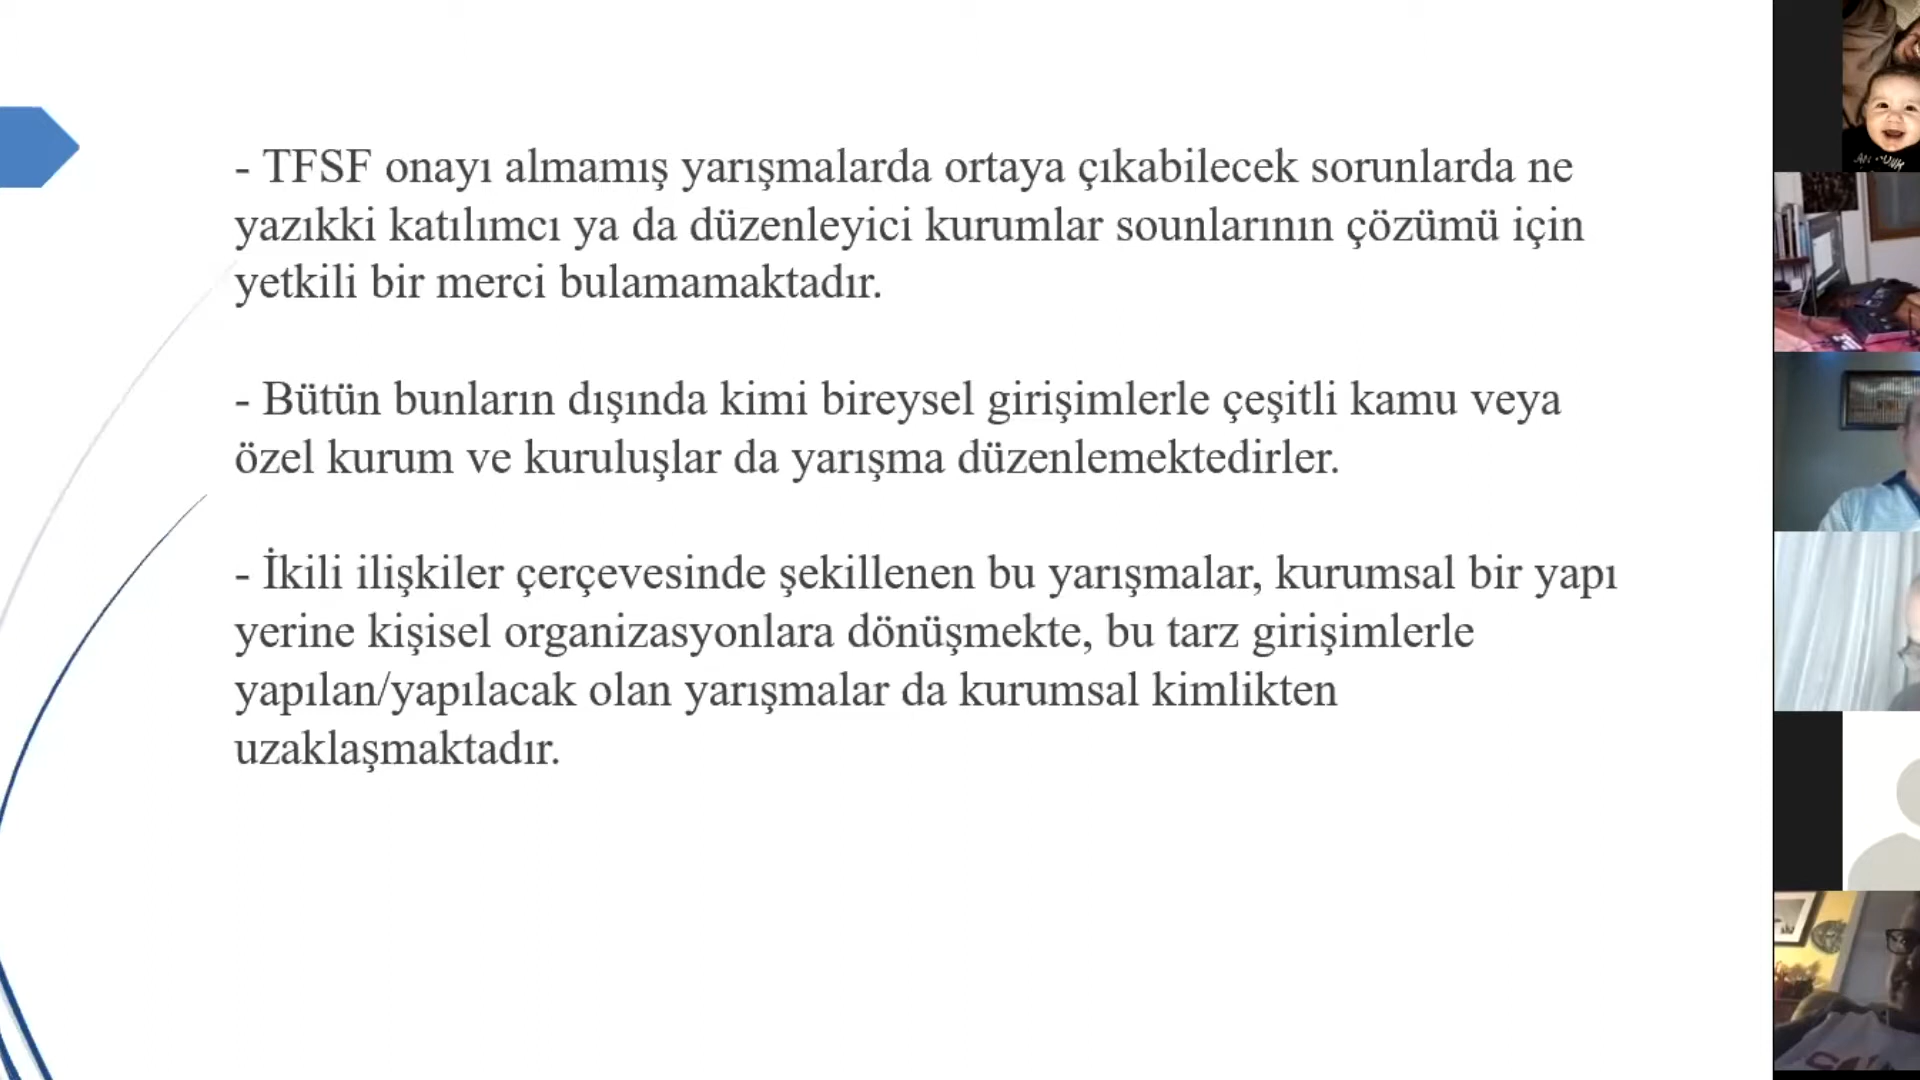 - TFSF onayı almamış yarışmalarda ortaya çıkabilecek sorunlarda ne
yazıkki katılımcı ya da düzenleyici kurumlar sounlarının çözümü için
yetkili bir merci bulamamaktadır.
- Bütün bunların dışında kimi bireysel girişimlerle çeşitli kamu veya
özel kurum ve kuruluşlar da yarışma düzenlemektedirler.
- İkili ilişkiler çerçevesinde şekillenen bu yarışmalar, kurumsal bir yapı
yerine kişisel organizasyonlara dönüşmekte, bu tarz girişimlerle
yapılan/yapılacak olan yarışmalar da kurumsal kimlikten
uzaklaşmaktadır.